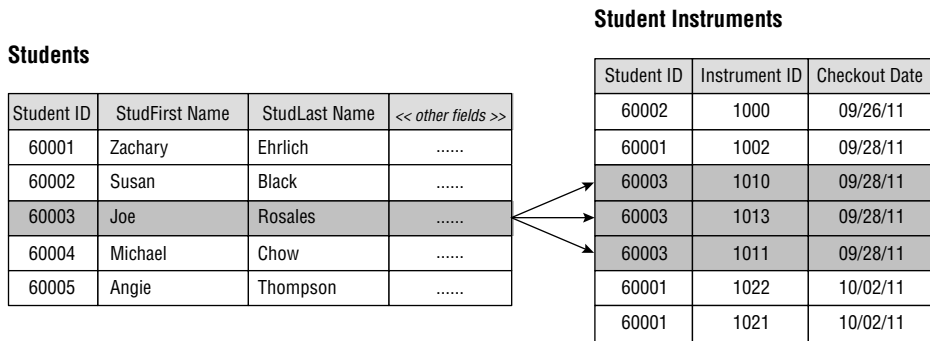 Student Instruments
Students
Student ID StudFirst Name StudLast Name << other fields >>
60001 Zachary Ehrlich ......
60002 Susan Black ......
60003 Joe Rosales ......
60004 Michael Chow ......
60005 Angie Thompson ......
Student ID Instrument ID Checkout Date
60002 1000 09/26/11
60001 1002 09/28/11
60003 1010 09/28/11
60003 1013 09/28/11
60003 1011 09/28/11
60001 1022 10/02/11
60001 1021 10/02/11